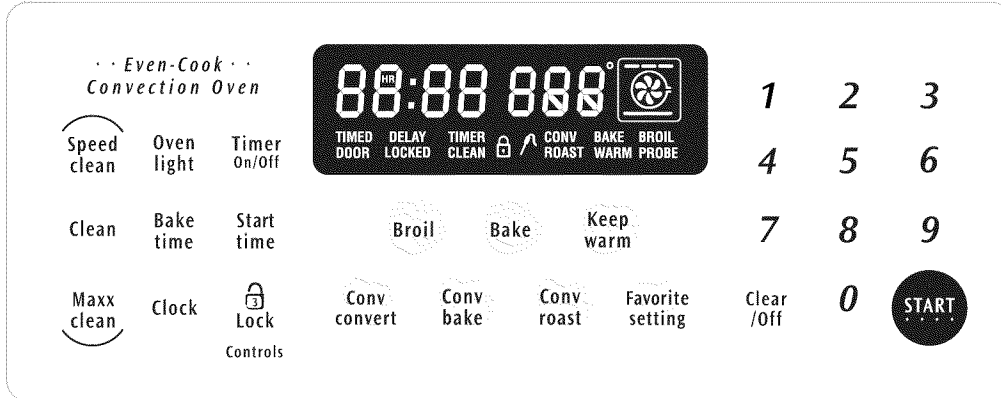 · · Even-Cook · ·
Convection Oven
Speed
clean
Oven
light
Timer
On/Off
Clean
Bake
time
Start
time
Maxx
clean
Clock
3
Lock
Controls
88:88 888°
HR
TIMED DELAY TIMER CONV BAKE BROIL
DOOR LOCKED CLEAN ROAST WARM PROBE
Broil
Bake
Keep
warm
Conv
convert
Conv
bake
Conv
roast
Favorite
setting
1 2 3
4 5 6
7 8 9
Clear
/Off
0
START